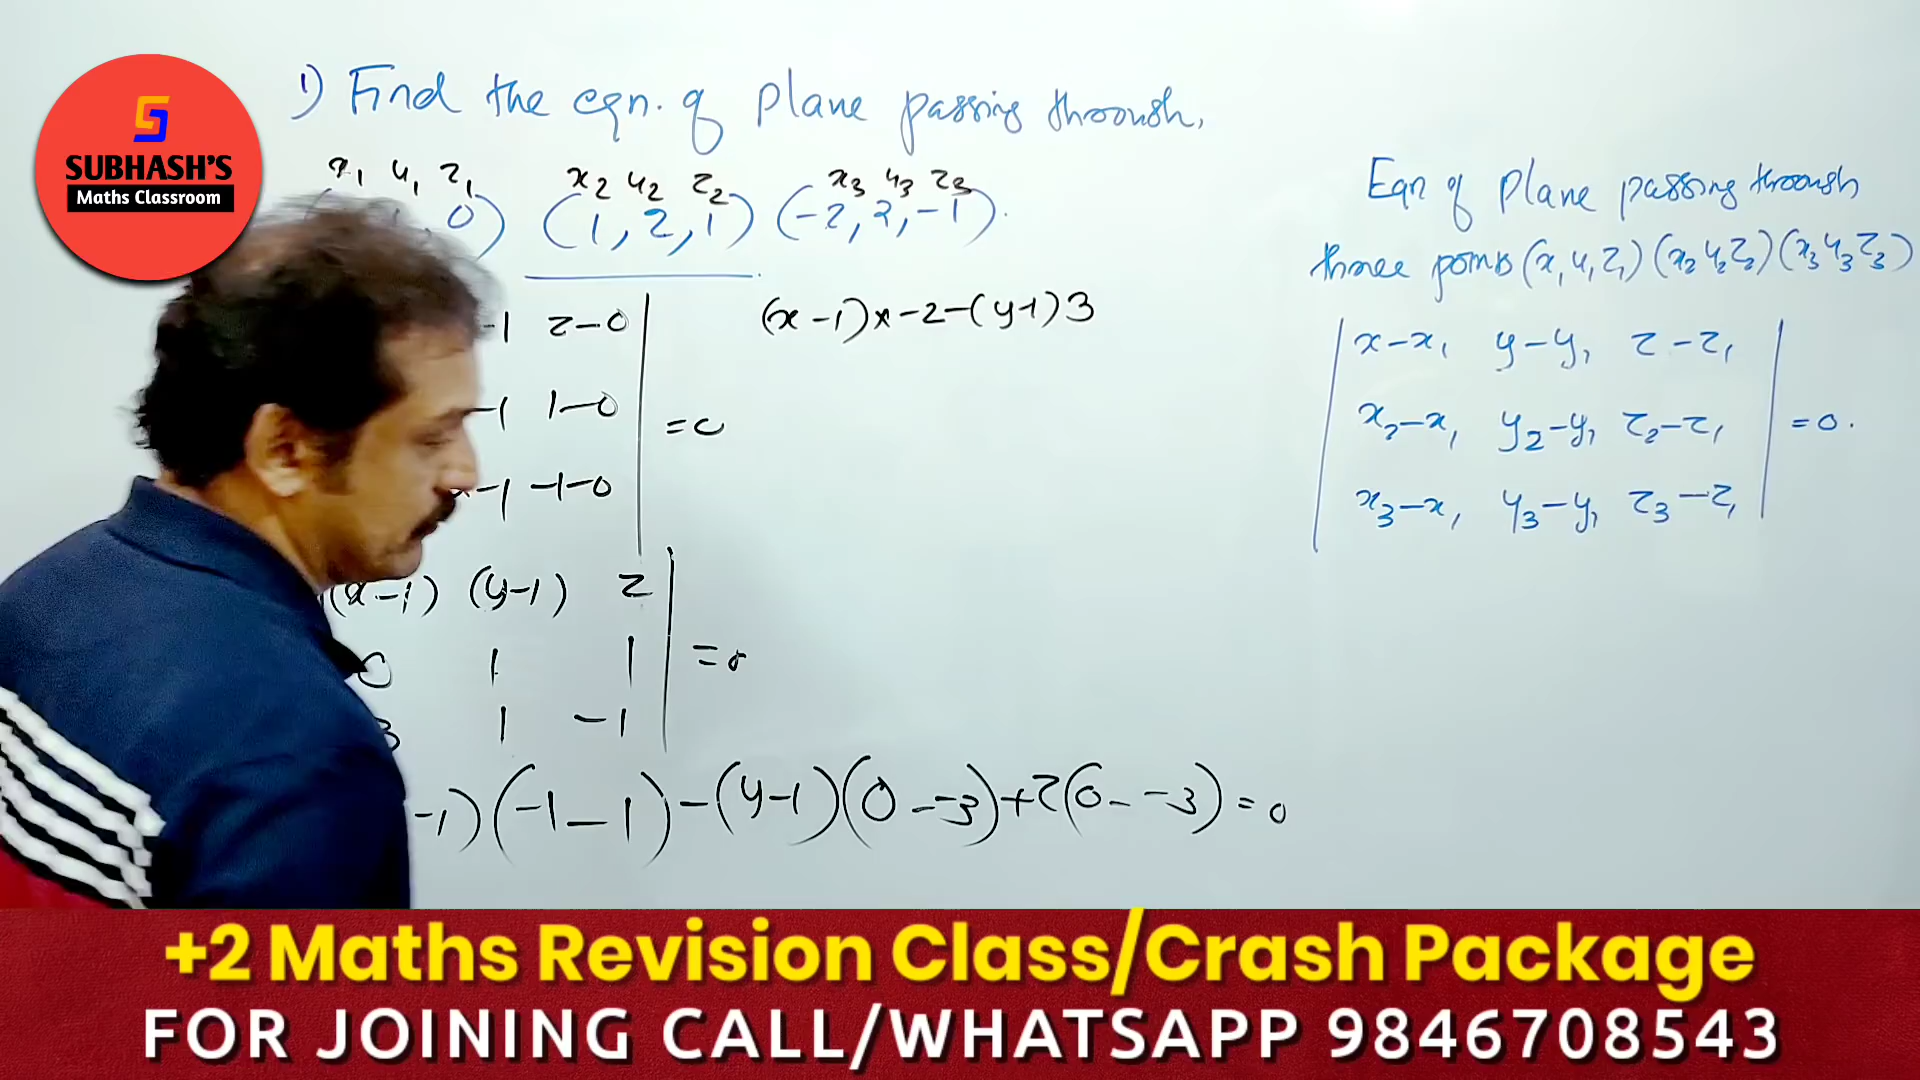 S
SUBHASH'S
Maths Classroom
1) Find the eqn. of plane passing through,
x₁ y₁ z₁ x₂ y₂ z₂ x₃ y₃ z₃
0) (1, 2, 1) (-2, 2, -1).
-1 z-0
-1 1-0 =0
-1 -1-0
(x-1)x-2-(y-1)3
(x-1) (y-1) z
0 1 1 =0
3 1 -1
-1)(-1-1)-(y-1)(0--3)+z(0--3)=0
Eqn of plane passing through
three points (x₁ y₁ z₁) (x₂ y₂ z₂) (x₃ y₃ z₃)
x-x₁ y-y₁ z-z₁
x₂-x₁ y₂-y₁ z₂-z₁ =0.
x₃-x₁ y₃-y₁ z₃-z₁
+2 Maths Revision Class/Crash Package
FOR JOINING CALL/WHATSAPP 9846708543